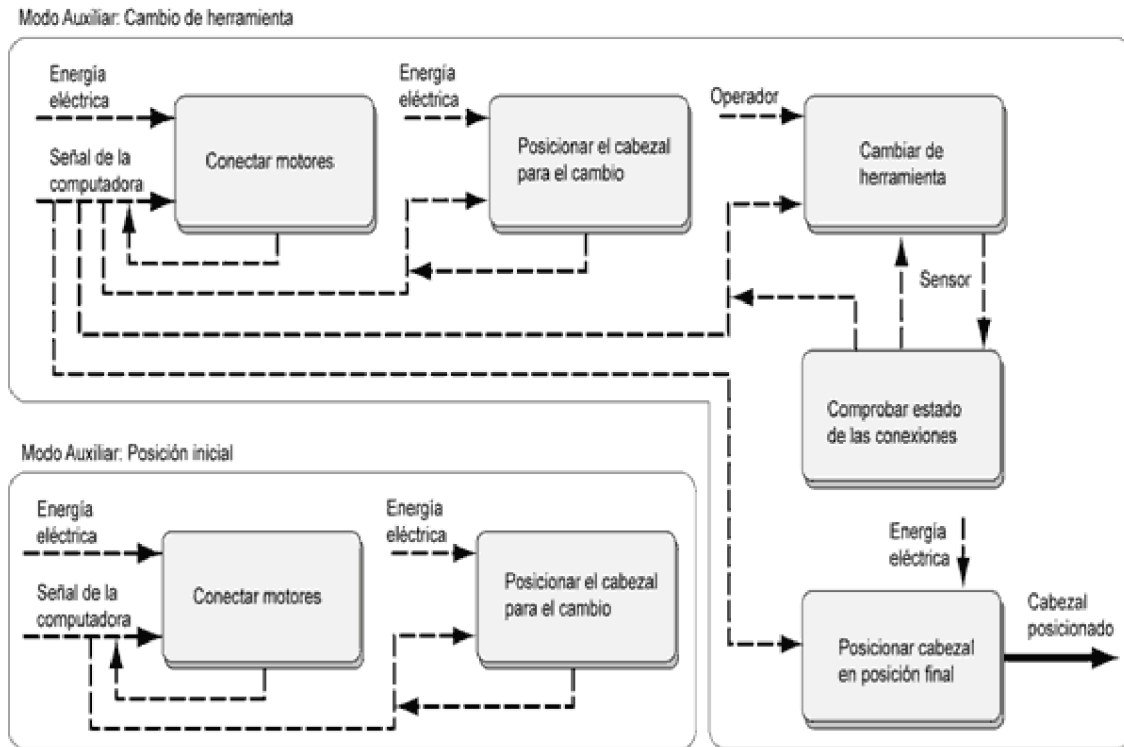 Modo Auxiliar: Cambio de herramienta
Energía
eléctrica
Señal de la
computadora
Conectar motores
Energía
eléctrica
Posicionar el cabezal
para el cambio
Operador
Cambiar de
herramienta
Sensor
Comprobar estado
de las conexiones
Energía
eléctrica
Posicionar cabezal
en posición final
Cabezal
posicionado
Modo Auxiliar: Posición inicial
Energía
eléctrica
Señal de la
computadora
Conectar motores
Energía
eléctrica
Posicionar el cabezal
para el cambio